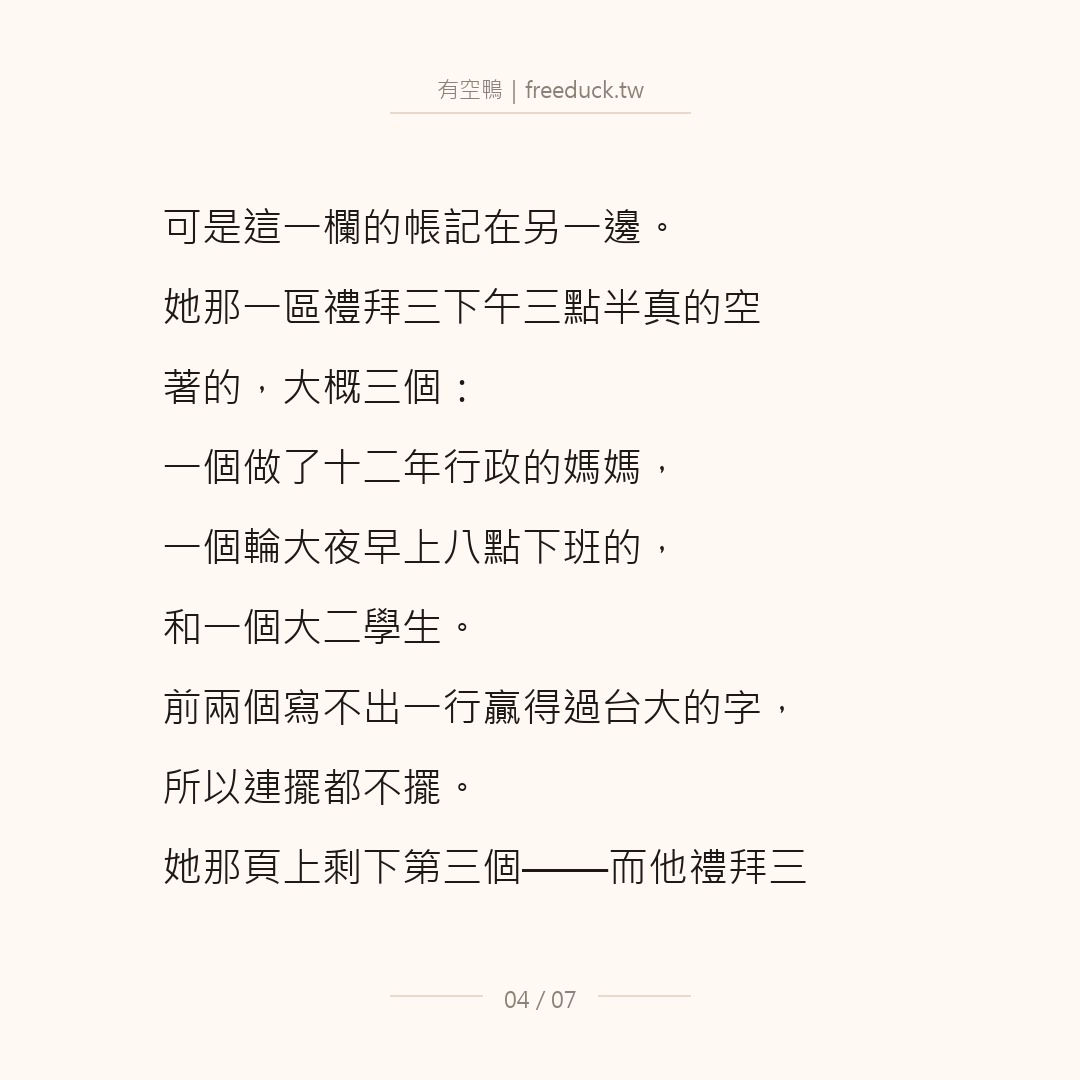 有空鴨｜freeduck.tw
可是這一欄的帳記在另一邊。
她那一區禮拜三下午三點半真的空
著的，大概三個：
一個做了十二年行政的媽媽，
一個輪大夜早上八點下班的，
和一個大二學生。
前兩個寫不出一行贏得過台大的字，
所以連擺都不擺。
她那頁上剩下第三個——而他禮拜三
04 / 07